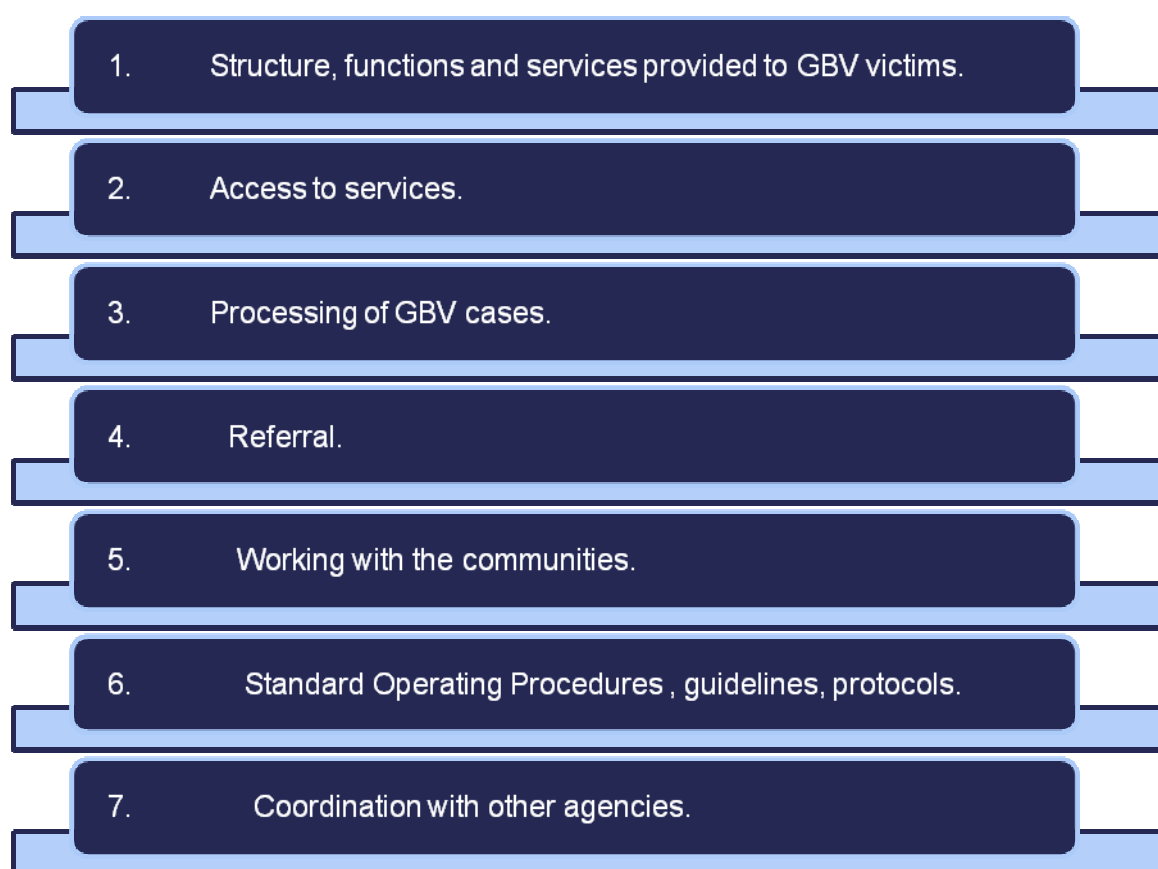 1. Structure, functions and services provided to GBV victims.
2. Access to services.
3. Processing of GBV cases.
4. Referral.
5. Working with the communities.
6. Standard Operating Procedures , guidelines, protocols.
7. Coordination with other agencies.